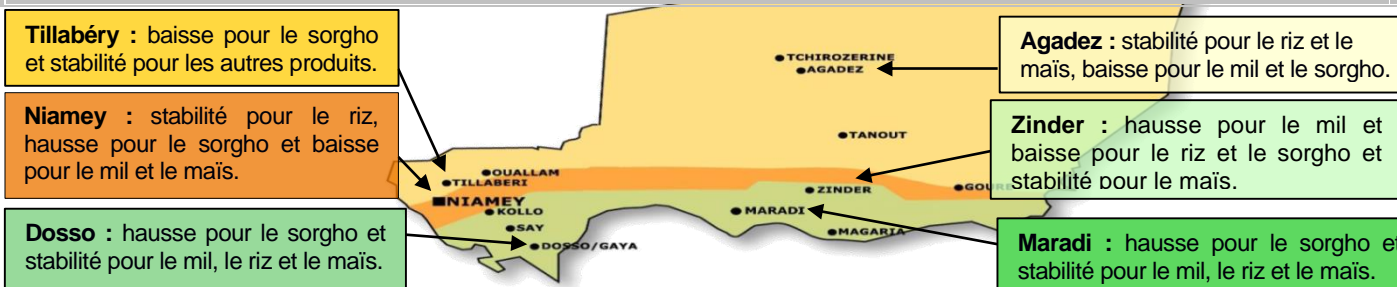 Tillabéry : baisse pour le sorgho
et stabilité pour les autres produits.
Niamey : stabilité pour le riz,
hausse pour le sorgho et baisse
pour le mil et le maïs.
Dosso : hausse pour le sorgho et
stabilité pour le mil, le riz et le maïs.
TCHIROZERINE
AGADEZ
TANOUT
OUALLAM
TILLABERI
NIAMEY
KOLLO
SAY
DOSSO/GAYA
ZINDER
MARADI
MAGARIA
Agadez : stabilité pour le riz et le
maïs, baisse pour le mil et le sorgho.
Zinder : hausse pour le mil et
baisse pour le riz et le sorgho et
stabilité pour le maïs.
Maradi : hausse pour le sorgho et
stabilité pour le mil, le riz et le maïs.